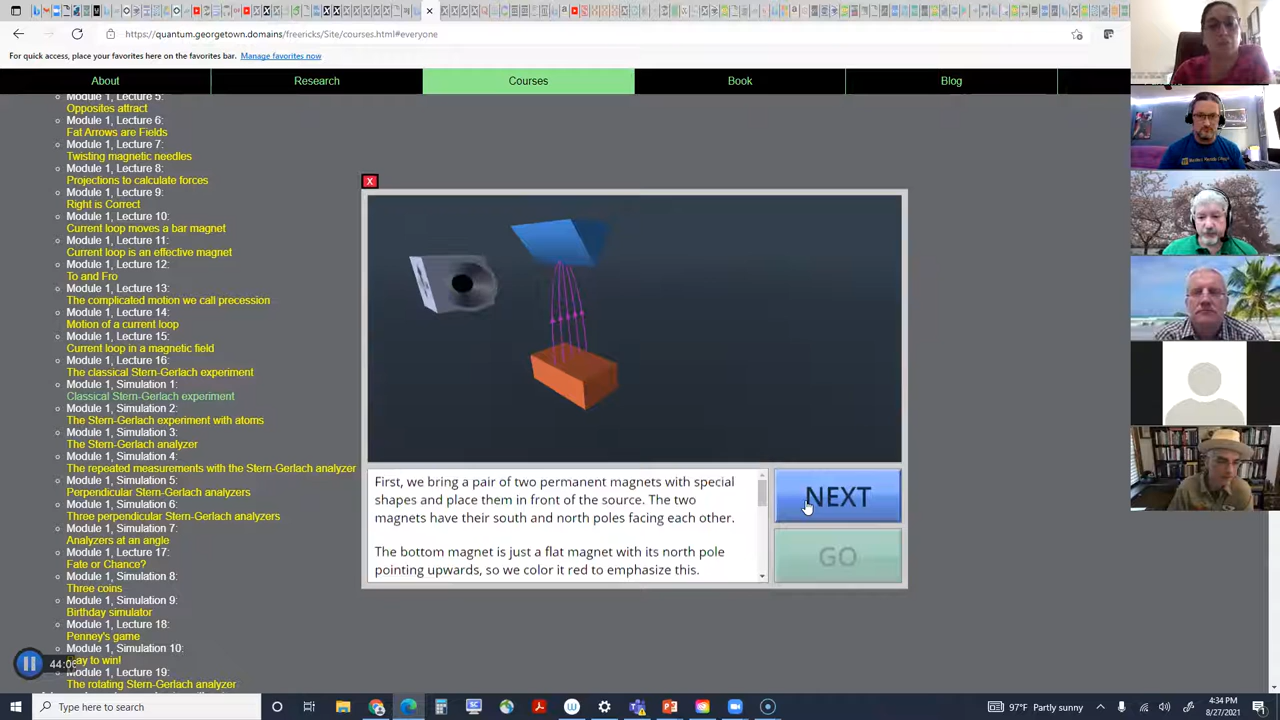 https://quantum.georgetown.domains/freericks/Site/courses.html#everyone
For quick access, place your favorites here on the favorites bar. Manage favorites now
About Research Courses Book Blog
Module 1, Lecture 5:
Opposites attract
Module 1, Lecture 6:
Fat Arrows are Fields
Module 1, Lecture 7:
Twisting magnetic needles
Module 1, Lecture 8:
Projections to calculate forces
Module 1, Lecture 9:
Right is Correct
Module 1, Lecture 10:
Current loop moves a bar magnet
Module 1, Lecture 11:
Current loop is an effective magnet
Module 1, Lecture 12:
To and Fro
Module 1, Lecture 13:
The complicated motion we call precession
Module 1, Lecture 14:
Motion of a current loop
Module 1, Lecture 15:
Current loop in a magnetic field
Module 1, Lecture 16:
The classical Stern-Gerlach experiment
Module 1, Simulation 1:
Classical Stern-Gerlach experiment
Module 1, Simulation 2:
The Stern-Gerlach experiment with atoms
Module 1, Simulation 3:
The Stern-Gerlach analyzer
Module 1, Simulation 4:
The repeated measurements with the Stern-Gerlach analyzer
Module 1, Simulation 5:
Perpendicular Stern-Gerlach analyzers
Module 1, Simulation 6:
Three perpendicular Stern-Gerlach analyzers
Module 1, Simulation 7:
Analyzers at an angle
Module 1, Lecture 17:
Fate or Chance?
Module 1, Simulation 8:
Three coins
Module 1, Simulation 9:
Birthday simulator
Module 1, Lecture 18:
Penney's game
Module 1, Simulation 10:
to win!
Module 1, Lecture 19:
The rotating Stern-Gerlach analyzer
X
First, we bring a pair of two permanent magnets with special
shapes and place them in front of the source. The two
magnets have their south and north poles facing each other.
The bottom magnet is just a flat magnet with its north pole
pointing upwards, so we color it red to emphasize this.
NEXT
GO
Type here to search
97°F Partly sunny
4:34 PM
8/27/2021